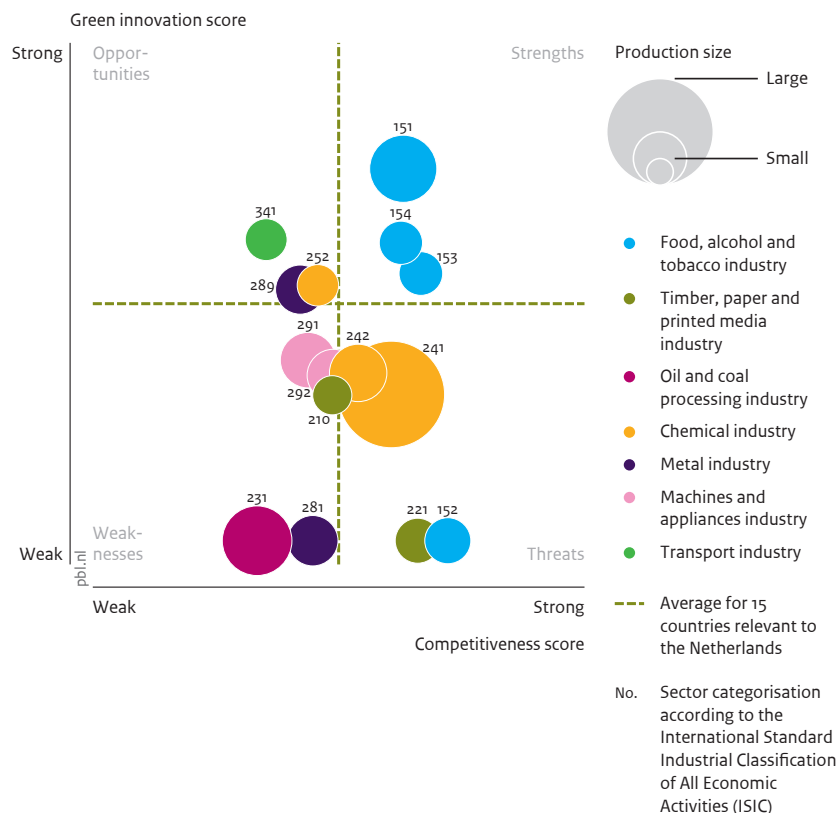 Green innovation score
Strong
Oppor-
tunities
Strengths
151
154
153
341
252
289
291
242
241
292
210
231
281
221
152
Weak
Weak-
nesses
Threats
pbl.nl
Weak
Strong
Competitiveness score
Production size
Large
Small
Food, alcohol and
tobacco industry
Timber, paper and
printed media
industry
Oil and coal
processing industry
Chemical industry
Metal industry
Machines and
appliances industry
Transport industry
Average for 15
countries relevant to
the Netherlands
No.
Sector categorisation
according to the
International Standard
Industrial Classification
of All Economic
Activities (ISIC)